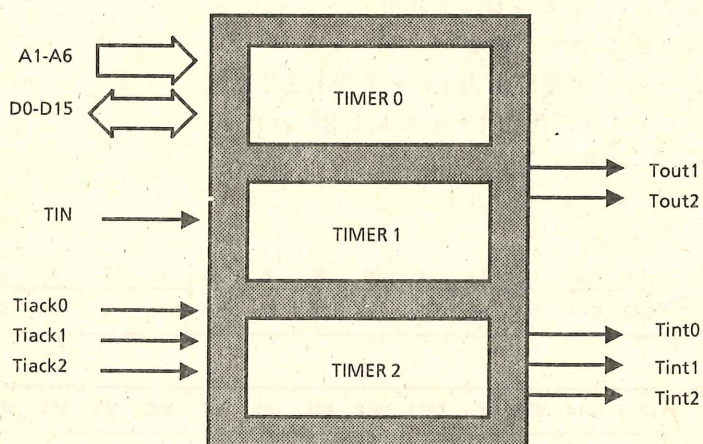 A1-A6
D0-D15
TIN
Tiack0
Tiack1
Tiack2
TIMER 0
TIMER 1
TIMER 2
Tout1
Tout2
Tint0
Tint1
Tint2